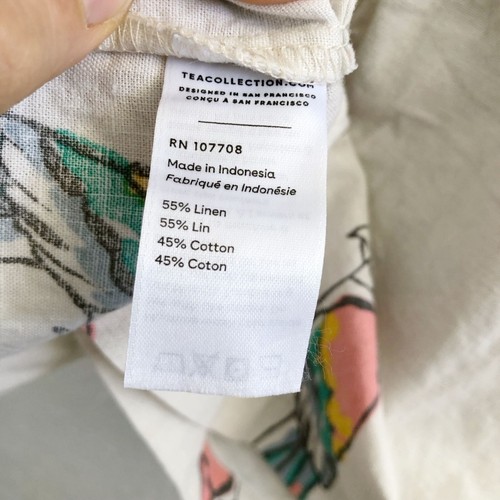 TEACOLLECTION.COM
DESIGNED IN SAN FRANCISCO
CONÇU À SAN FRANCISCO
RN 107708
Made in Indonesia
Fabriqué en Indonésie
55% Linen
55% Lin
45% Cotton
45% Coton